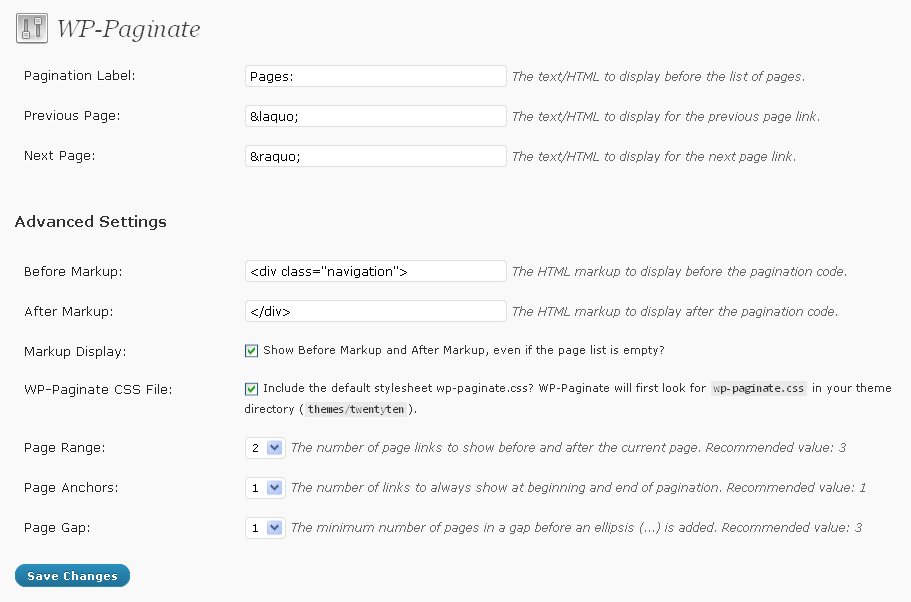 WP-Paginate
Pagination Label: Pages: The text/HTML to display before the list of pages.
Previous Page: &laquo; The text/HTML to display for the previous page link.
Next Page: &raquo; The text/HTML to display for the next page link.
Advanced Settings
Before Markup: <div class="navigation"> The HTML markup to display before the pagination code.
After Markup: </div> The HTML markup to display after the pagination code.
Markup Display: Show Before Markup and After Markup, even if the page list is empty?
WP-Paginate CSS File: Include the default stylesheet wp-paginate.css? WP-Paginate will first look for wp-paginate.css in your theme
directory (themes/twentyten).
Page Range: 2 The number of page links to show before and after the current page. Recommended value: 3
Page Anchors: 1 The number of links to always show at beginning and end of pagination. Recommended value: 1
Page Gap: 1 The minimum number of pages in a gap before an ellipsis (...) is added. Recommended value: 3
Save Changes